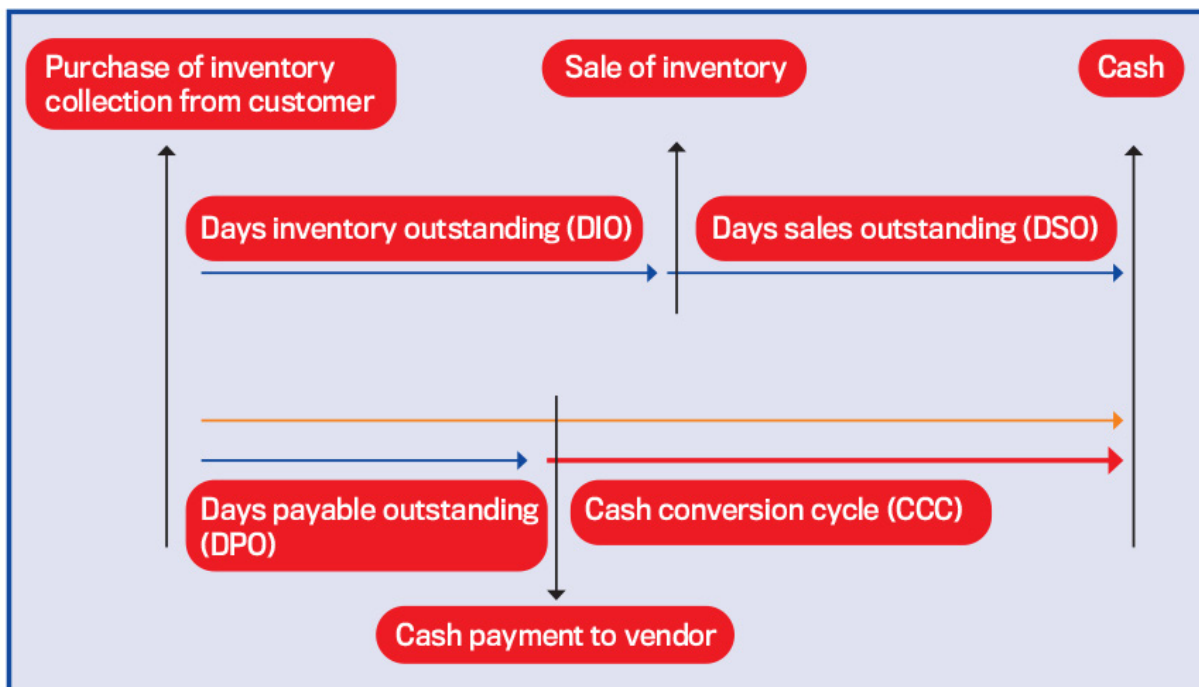 Purchase of inventory
collection from customer
Sale of inventory
Cash
Days inventory outstanding (DIO)
Days sales outstanding (DSO)
Days payable outstanding
(DPO)
Cash conversion cycle (CCC)
Cash payment to vendor